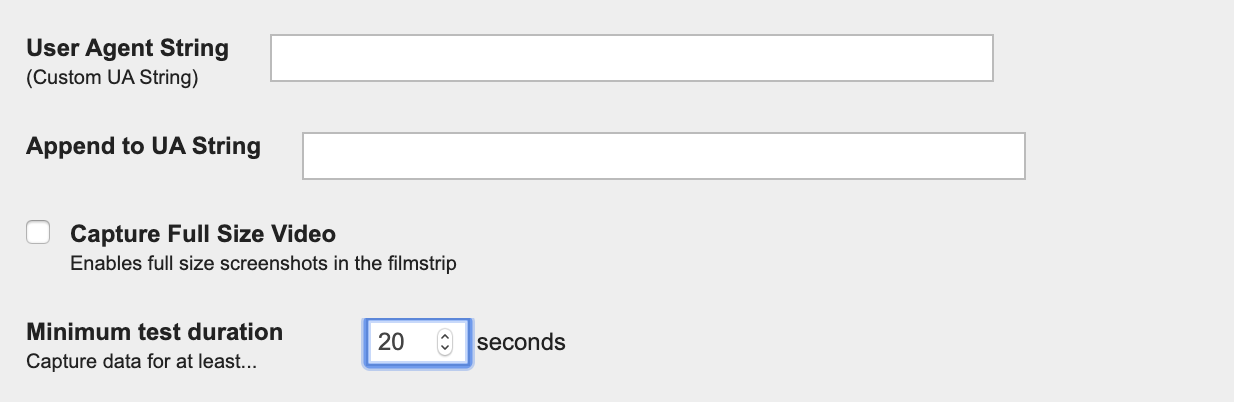 User Agent String
(Custom UA String)
Append to UA String
Capture Full Size Video
Enables full size screenshots in the filmstrip
Minimum test duration
20 seconds
Capture data for at least...